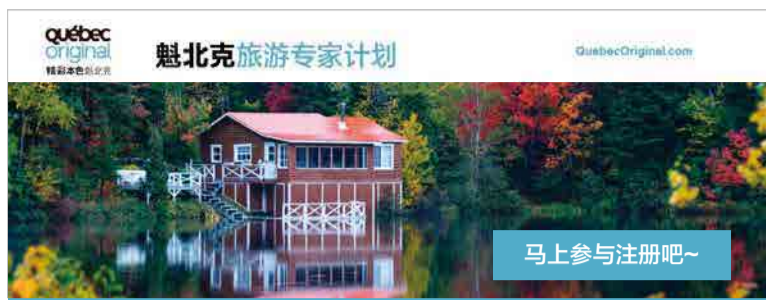 québec
original
精彩本色魁北克
魁北克旅游专家计划
QuebecOriginal.com
马上参与注册吧~